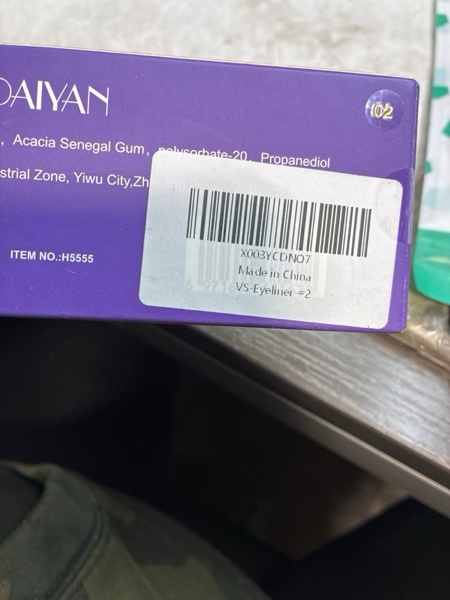 DAIYAN
02
, Acacia Senegal Gum, polysorbate-20, Propanediol
strial Zone, Yiwu City,Zh
ITEM NO.:H5555
X003YCDNO7
Made in China
VS-Eyeliner-=2